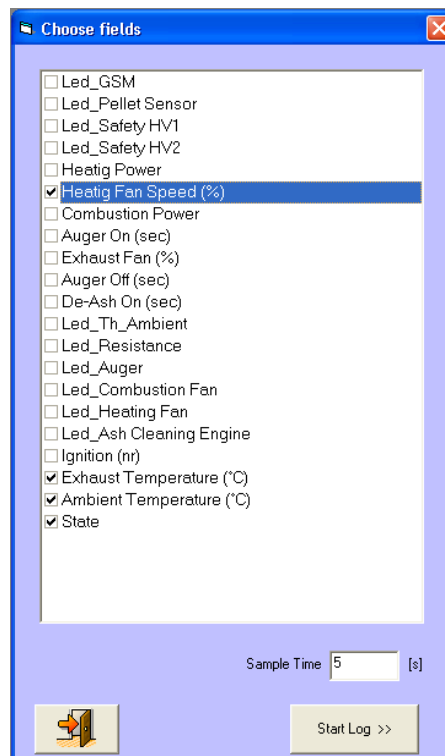 Choose fields
Led_GSM
Led_Pellet Sensor
Led_Safety HV1
Led_Safety HV2
Heatig Power
Heatig Fan Speed (%)
Combustion Power
Auger On (sec)
Exhaust Fan (%)
Auger Off (sec)
De-Ash On (sec)
Led_Th_Ambient
Led_Resistance
Led_Auger
Led_Combustion Fan
Led_Heating Fan
Led_Ash Cleaning Engine
Ignition (nr)
Exhaust Temperature (°C)
Ambient Temperature (°C)
State
Sample Time 5 [s]
Start Log >>